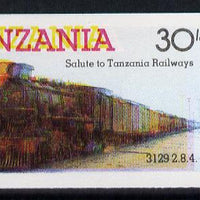 NZANIA 30/
Salute to Tanzania Railways
3129 2.8.4.